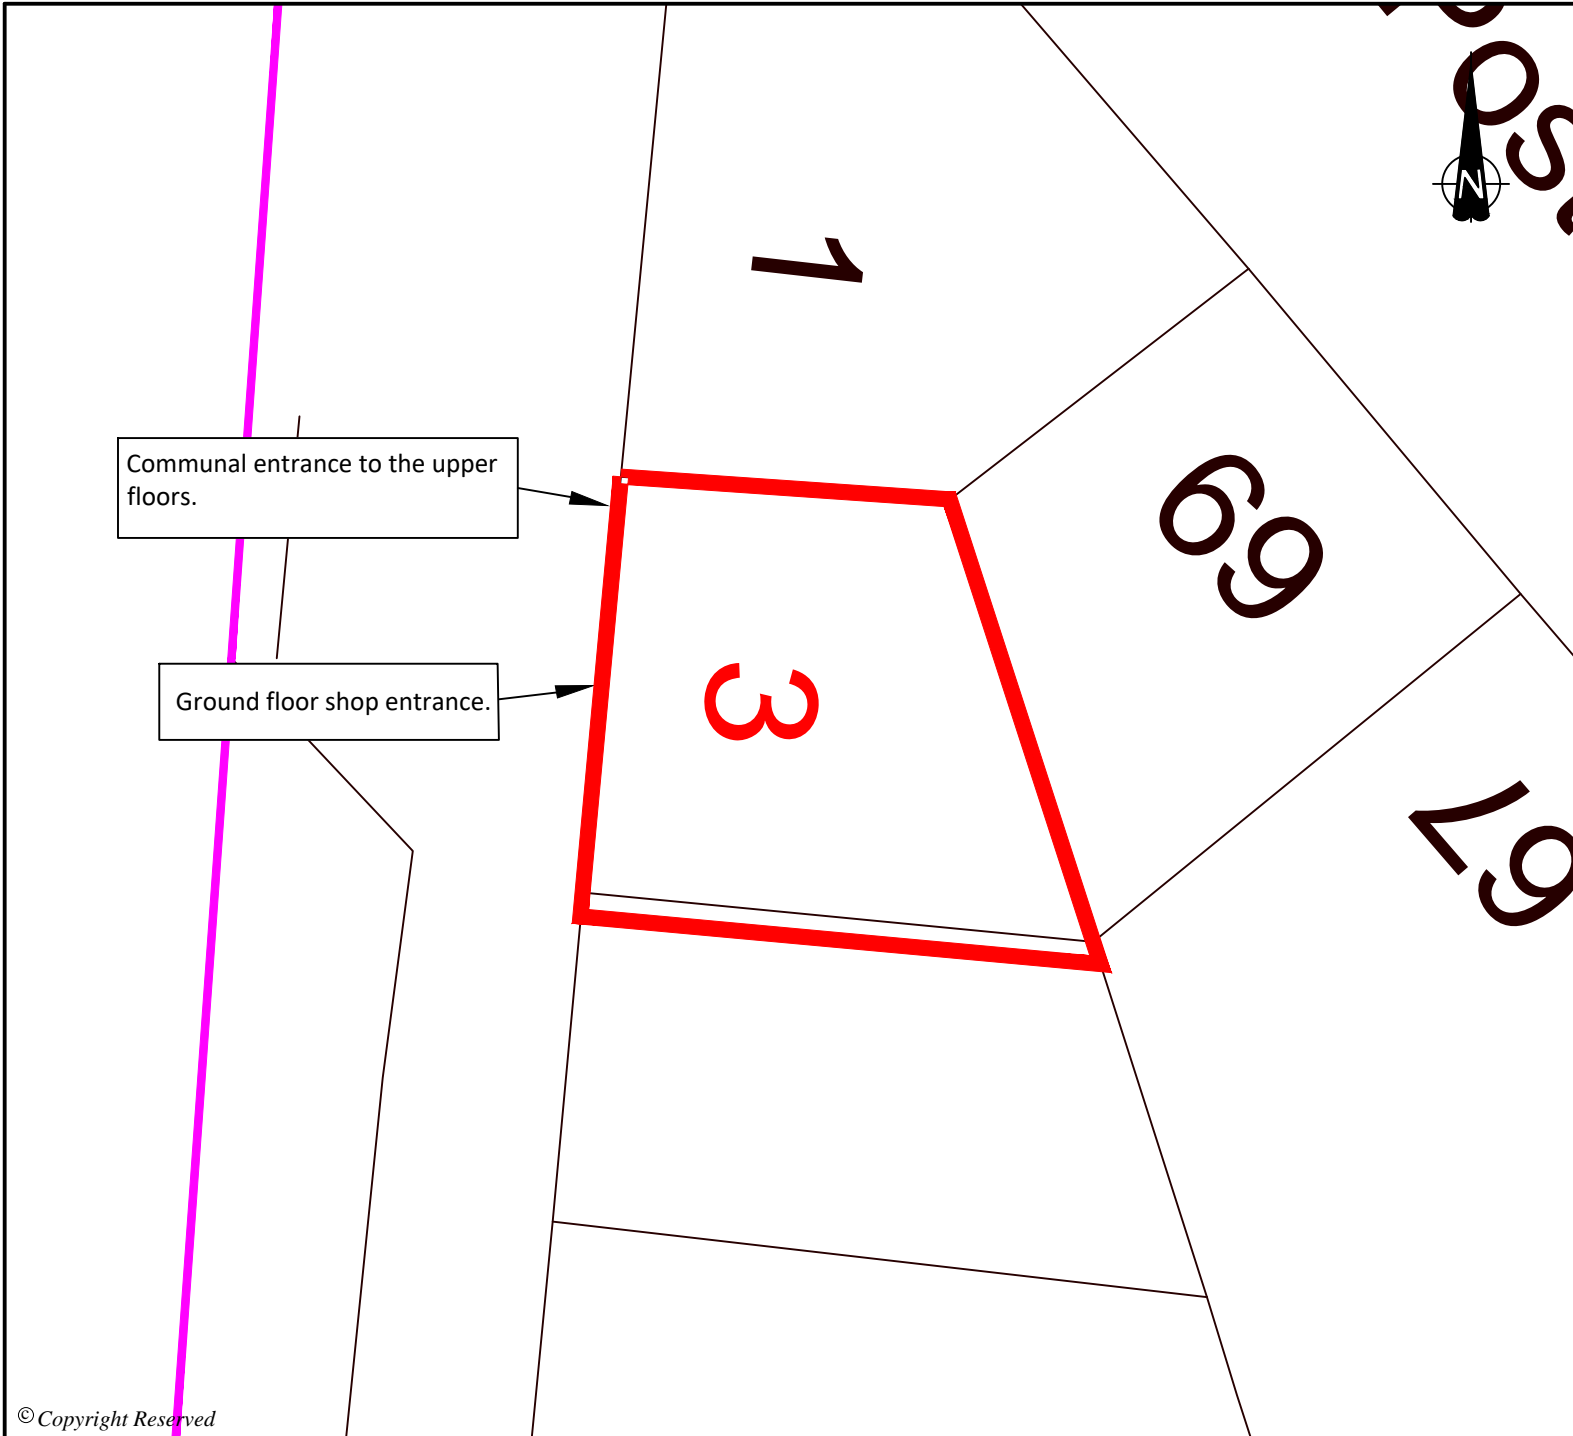 N
1
Communal entrance to the upper
floors.
69
Ground floor shop entrance.
3
67
© Copyright Reserved